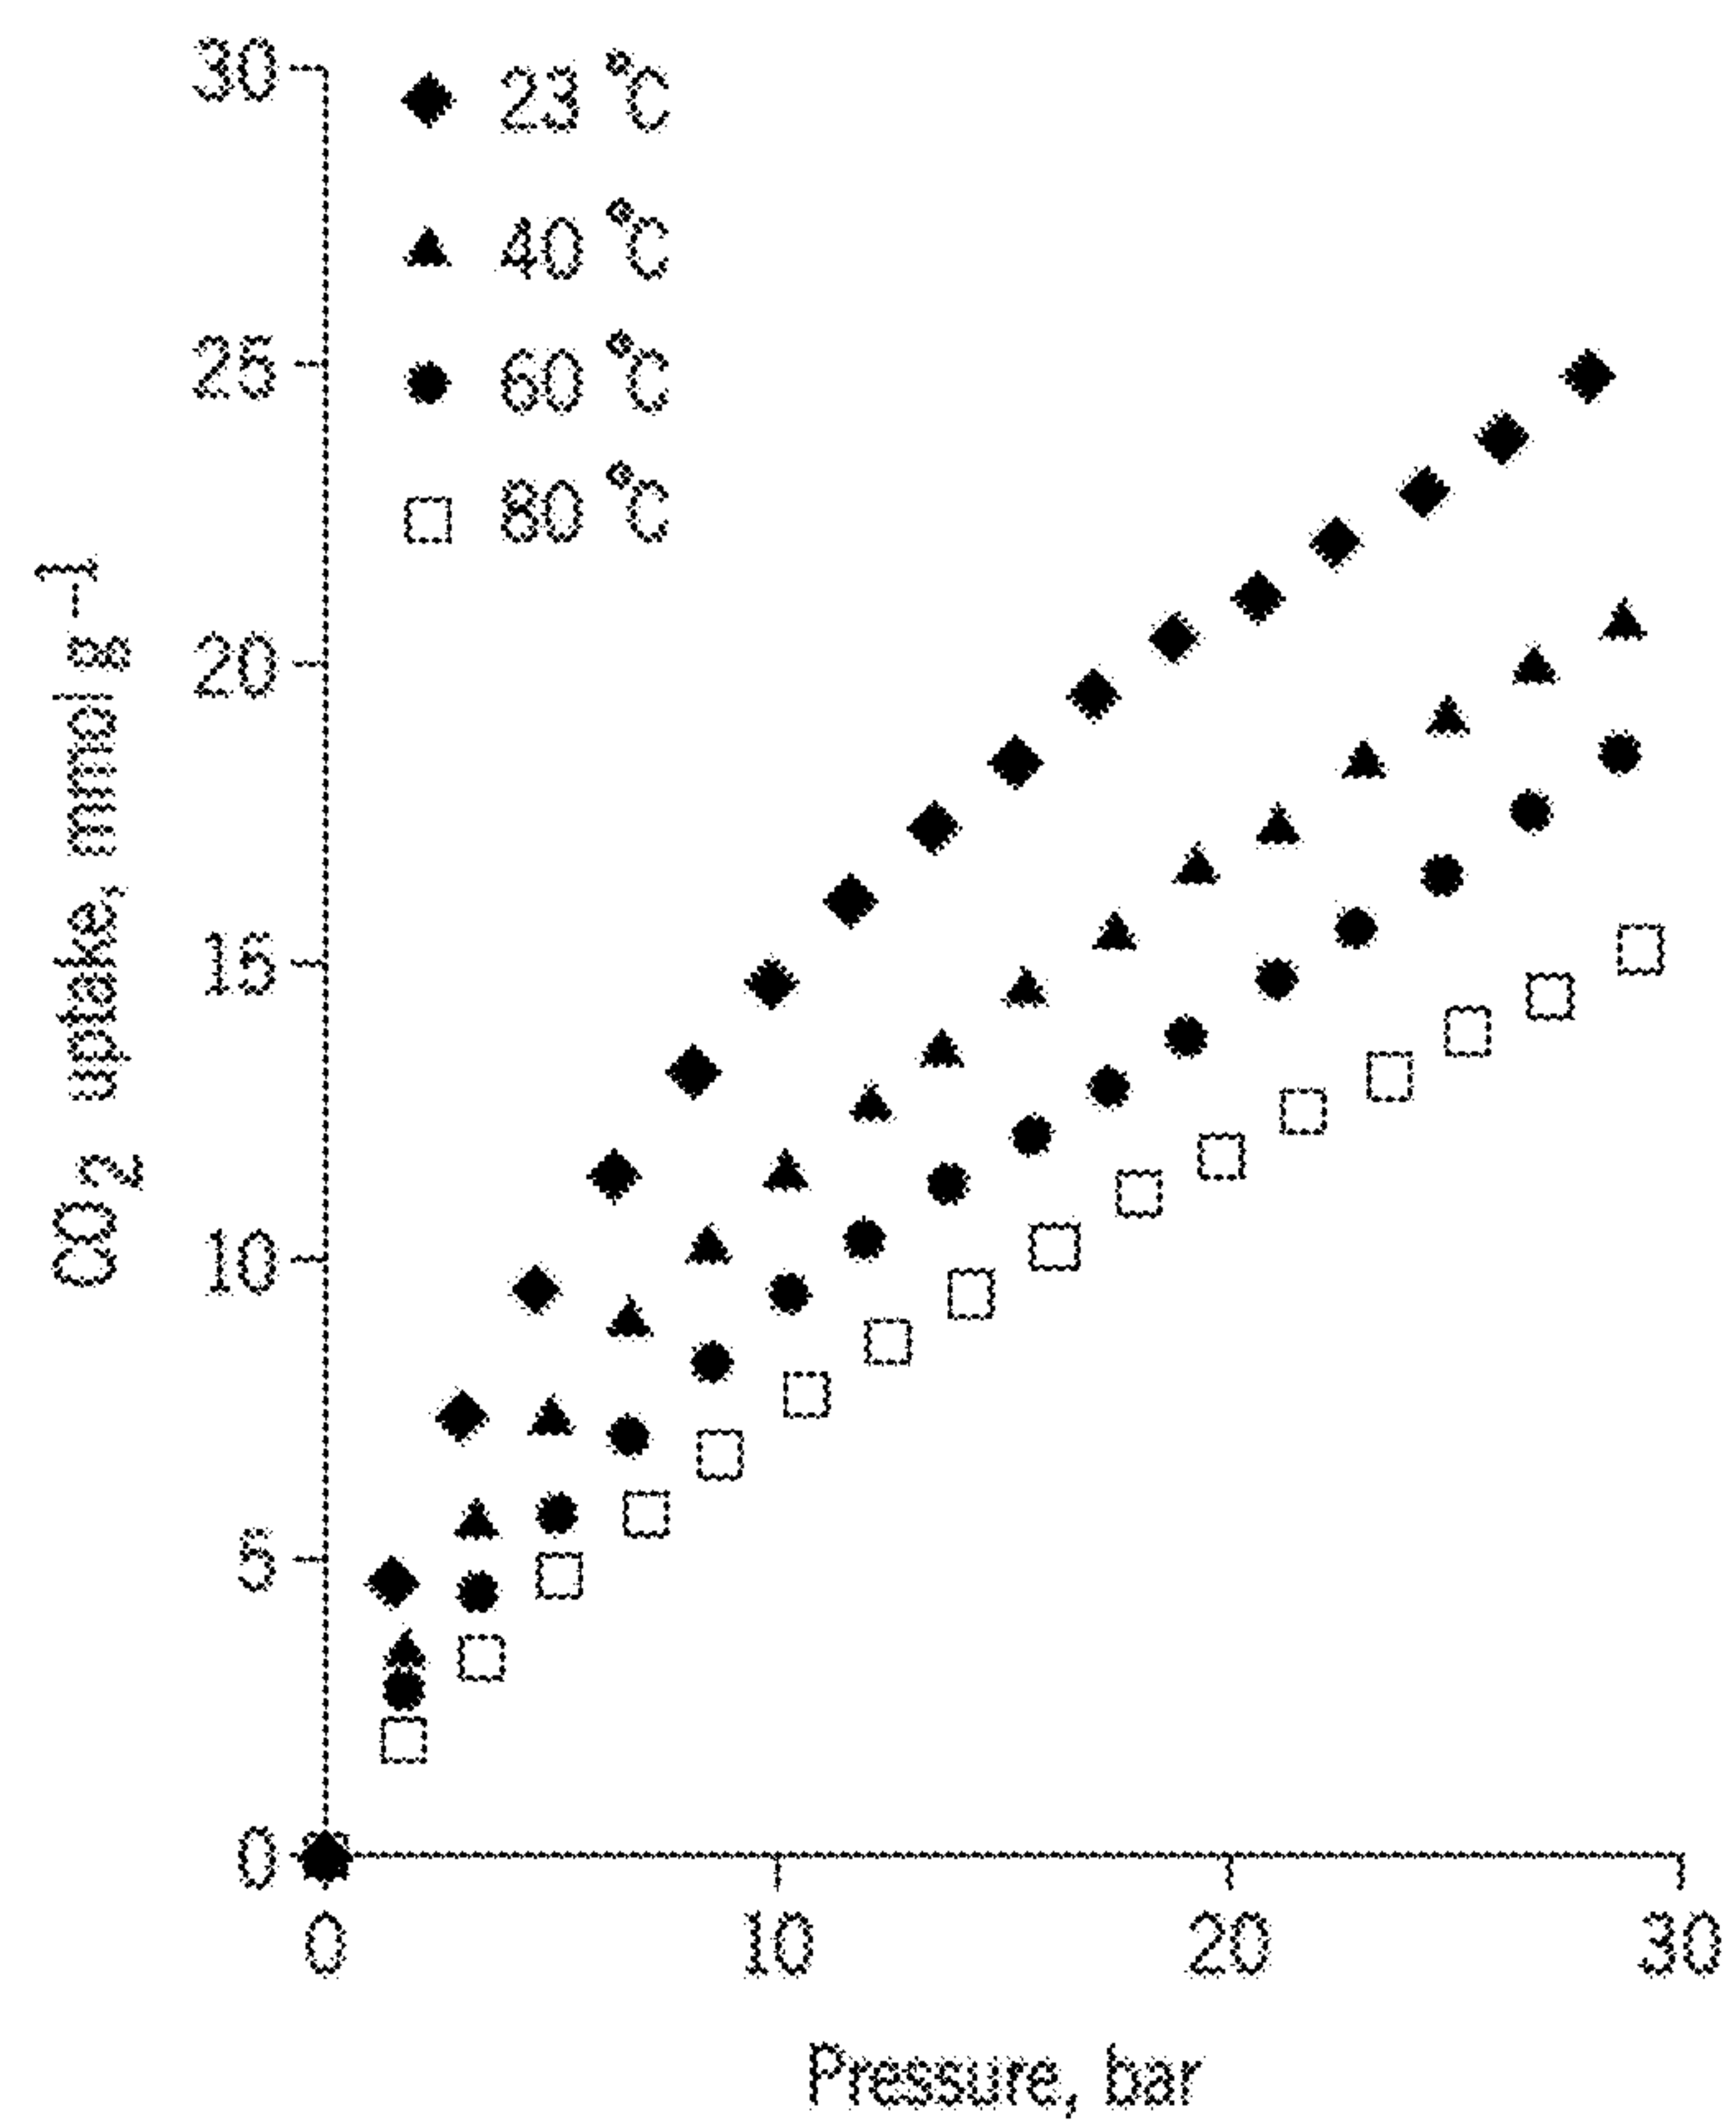 30
25
20
15
10
5
0
23 °C
40 °C
60 °C
80 °C
CO2 uptake, mmol g–1
0 10 20 30
Pressure, bar